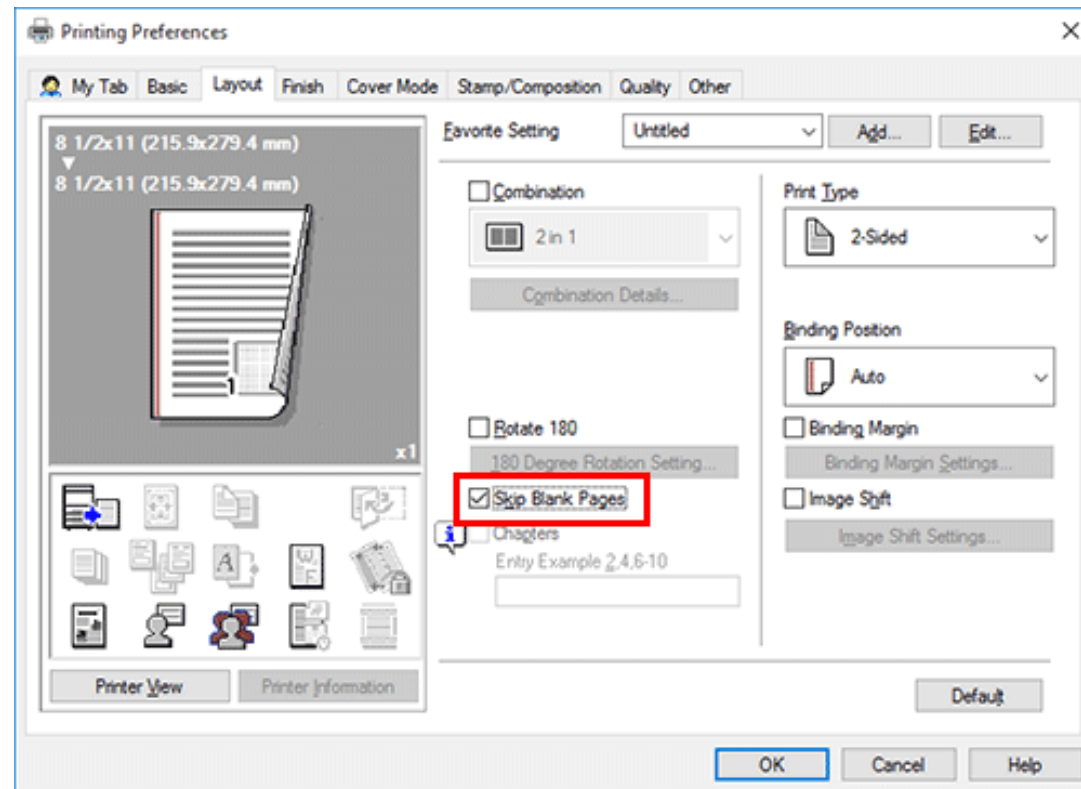 Printing Preferences
My Tab Basic Layout Finish Cover Mode Stamp/Composition Quality Other
8 1/2x11 (215.9x279.4 mm)
8 1/2x11 (215.9x279.4 mm)
1
x1
Printer View Printer Information
Favorite Setting Untitled Add... Edit...
Combination
2 in 1
Combination Details...
Rotate 180
180 Degree Rotation Setting...
Skip Blank Pages
Chapters
Entry Example 2,4,6-10
Print Type
2-Sided
Binding Position
Auto
Binding Margin
Binding Margin Settings...
Image Shift
Image Shift Settings...
Default
OK Cancel Help